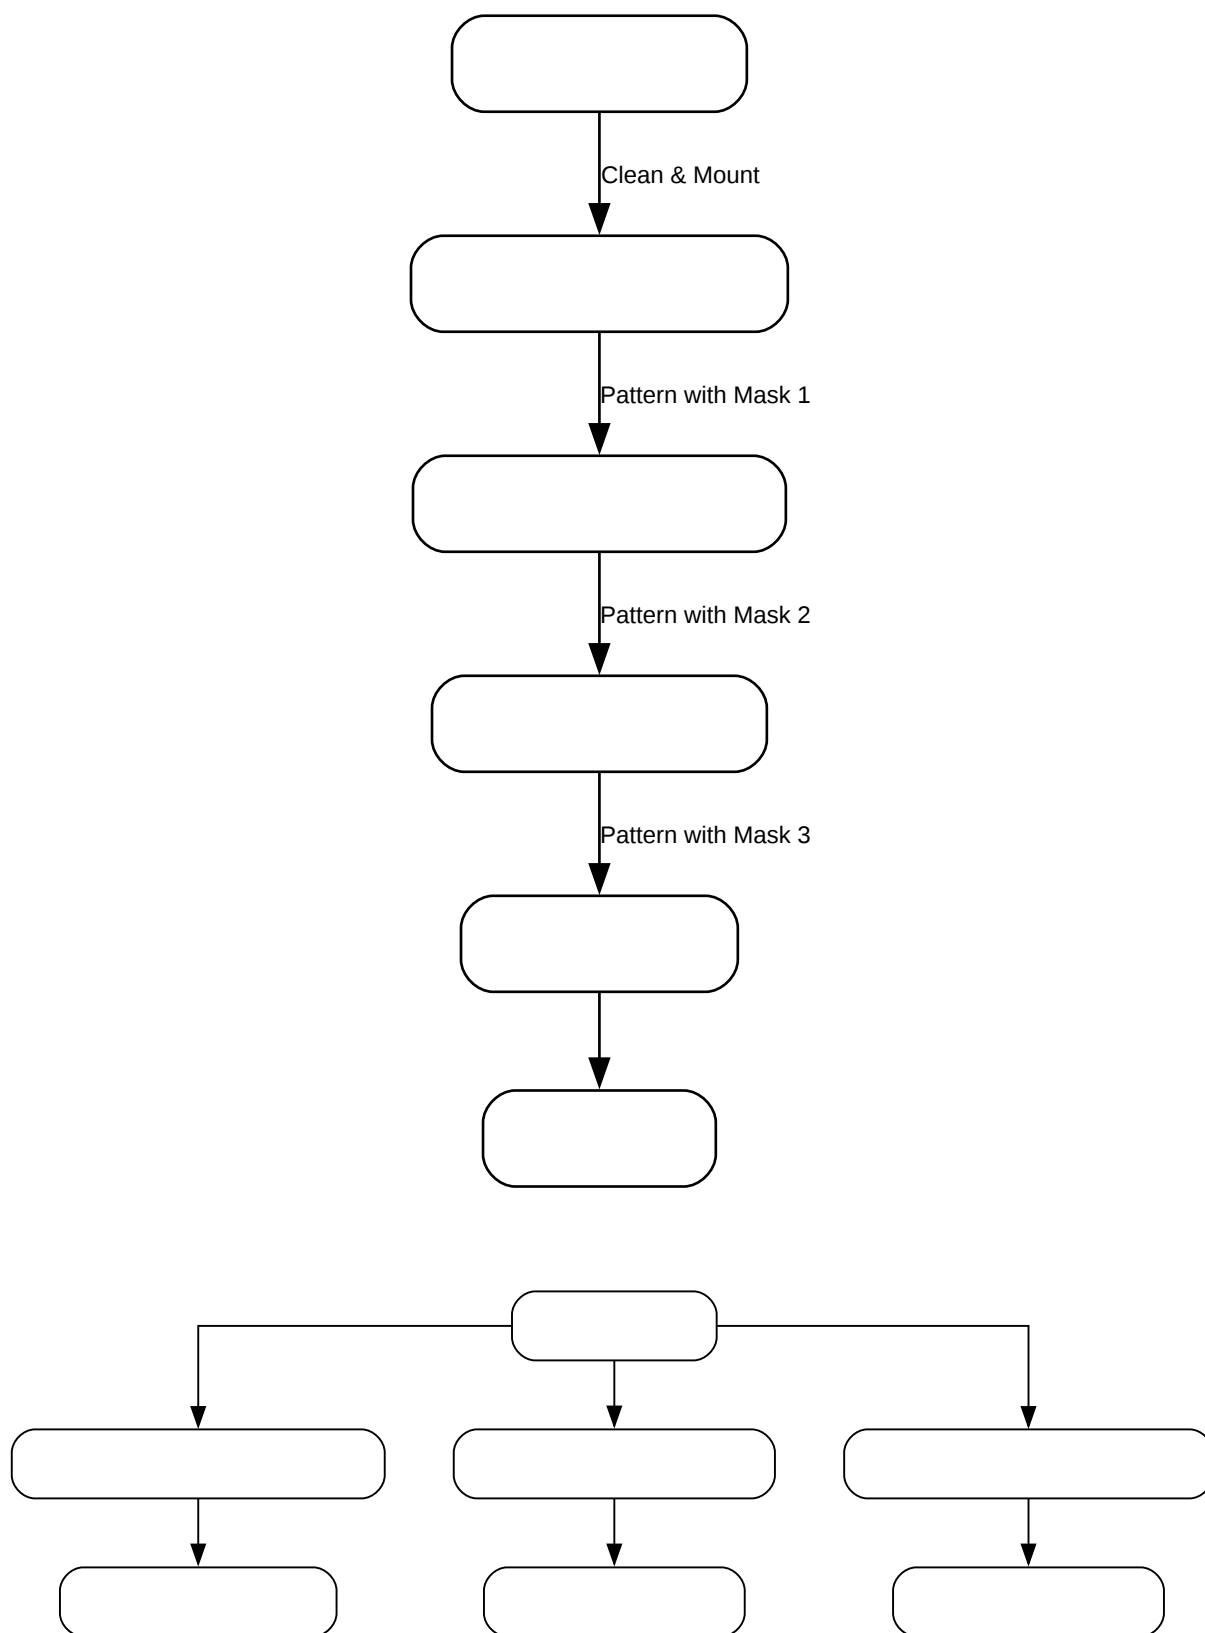 Clean & Mount
Pattern with Mask 1
Pattern with Mask 2
Pattern with Mask 3